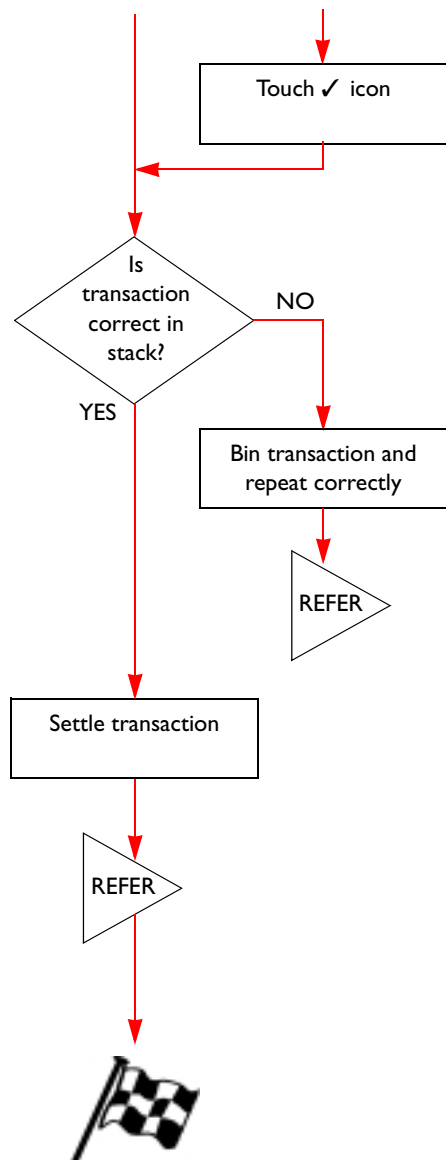 Touch ✓ icon
Is
transaction
correct in
stack?
NO
YES
Bin transaction and
repeat correctly
REFER
Settle transaction
REFER